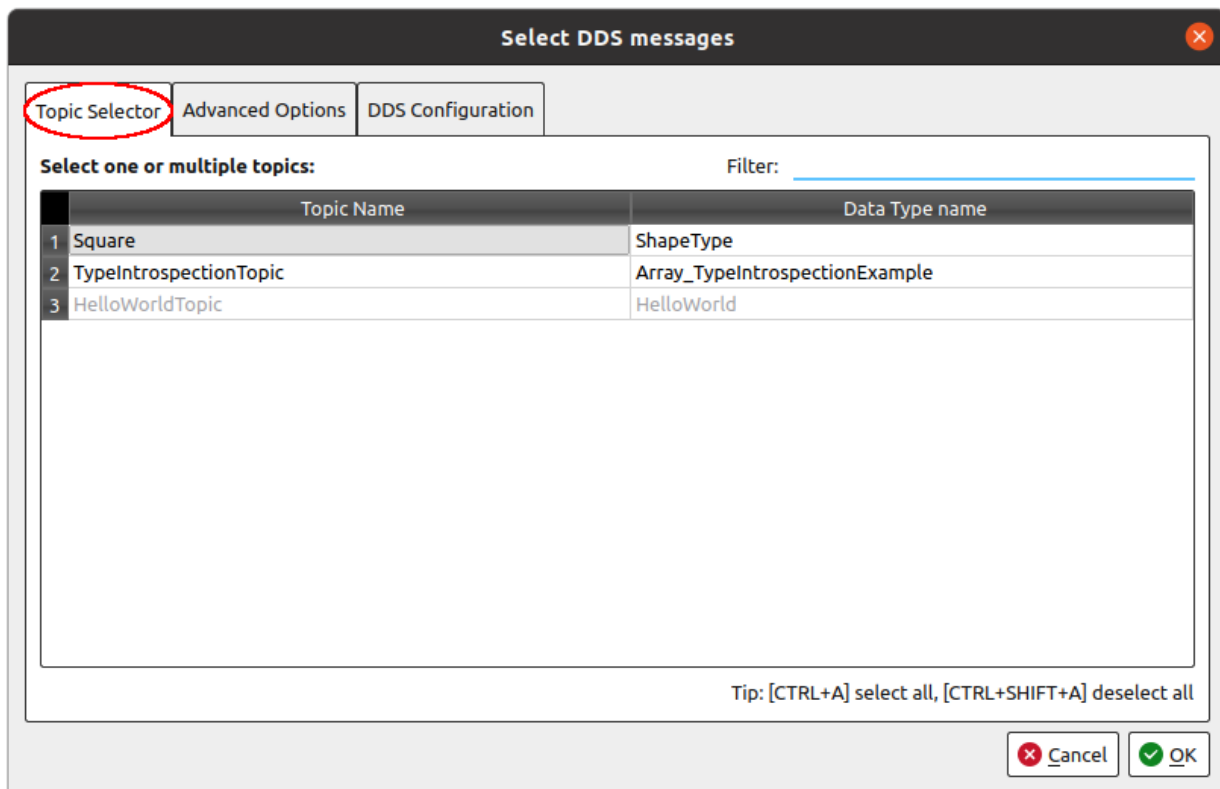 Select DDS messages
Topic Selector Advanced Options DDS Configuration
Select one or multiple topics: Filter:
Topic Name Data Type name
1 Square ShapeType
2 TypeIntrospectionTopic Array_TypeIntrospectionExample
3 HelloWorldTopic HelloWorld
Tip: [CTRL+A] select all, [CTRL+SHIFT+A] deselect all
Cancel OK